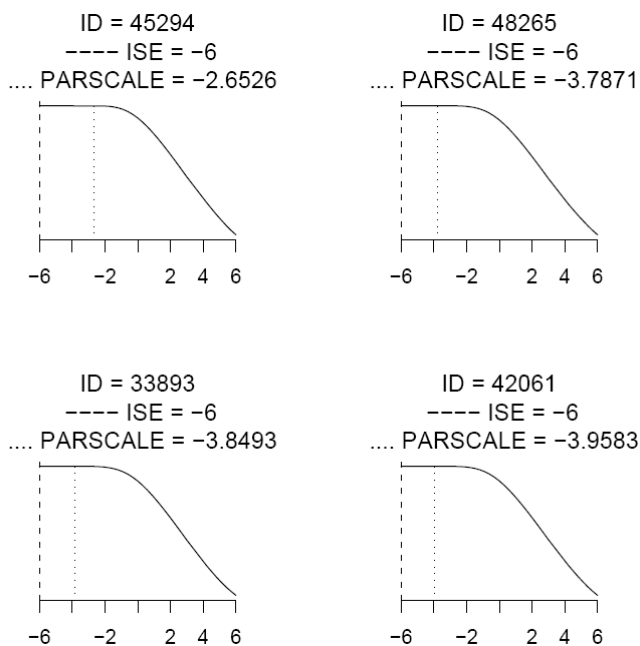 ID = 45294
---- ISE = −6
.... PARSCALE = −2.6526
−6 −2 2 4 6
ID = 48265
---- ISE = −6
.... PARSCALE = −3.7871
−6 −2 2 4 6
ID = 33893
---- ISE = −6
.... PARSCALE = −3.8493
−6 −2 2 4 6
ID = 42061
---- ISE = −6
.... PARSCALE = −3.9583
−6 −2 2 4 6